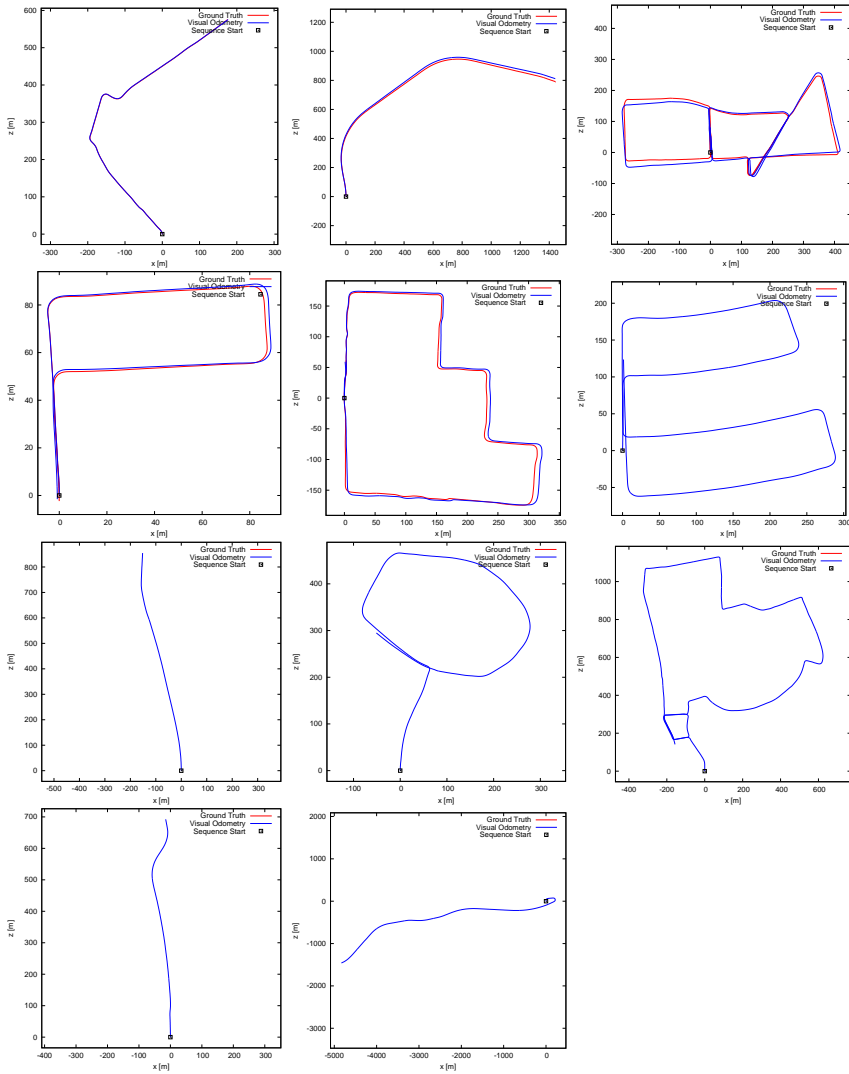 Ground Truth
Visual Odometry
Sequence Start
z [m]
600
500
400
300
200
100
0
-300 -200 -100 0 100 200 300
x [m]
Ground Truth
Visual Odometry
Sequence Start
z [m]
1200
1000
800
600
400
200
0
-200
0 200 400 600 800 1000 1200 1400
x [m]
Ground Truth
Visual Odometry
Sequence Start
z [m]
400
300
200
100
0
-100
-200
-300 -200 -100 0 100 200 300 400
x [m]
Ground Truth
Visual Odometry
Sequence Start
z [m]
80
60
40
20
0
0 20 40 60 80
x [m]
Ground Truth
Visual Odometry
Sequence Start
z [m]
150
100
50
0
-50
-100
-150
0 50 100 150 200 250 300 350
x [m]
Ground Truth
Visual Odometry
Sequence Start
z [m]
200
150
100
50
0
-50
0 50 100 150 200 250 300
x [m]
Ground Truth
Visual Odometry
Sequence Start
z [m]
800
700
600
500
400
300
200
100
0
-500 -400 -300 -200 -100 0 100 200 300
x [m]
Ground Truth
Visual Odometry
Sequence Start
z [m]
400
300
200
100
0
-100 0 100 200 300
x [m]
Ground Truth
Visual Odometry
Sequence Start
z [m]
1000
800
600
400
200
0
-400 -200 0 200 400 600
x [m]
Ground Truth
Visual Odometry
Sequence Start
z [m]
700
600
500
400
300
200
100
0
-400 -300 -200 -100 0 100 200 300
x [m]
Ground Truth
Visual Odometry
Sequence Start
z [m]
2000
1000
0
-1000
-2000
-3000
-5000 -4000 -3000 -2000 -1000 0
x [m]